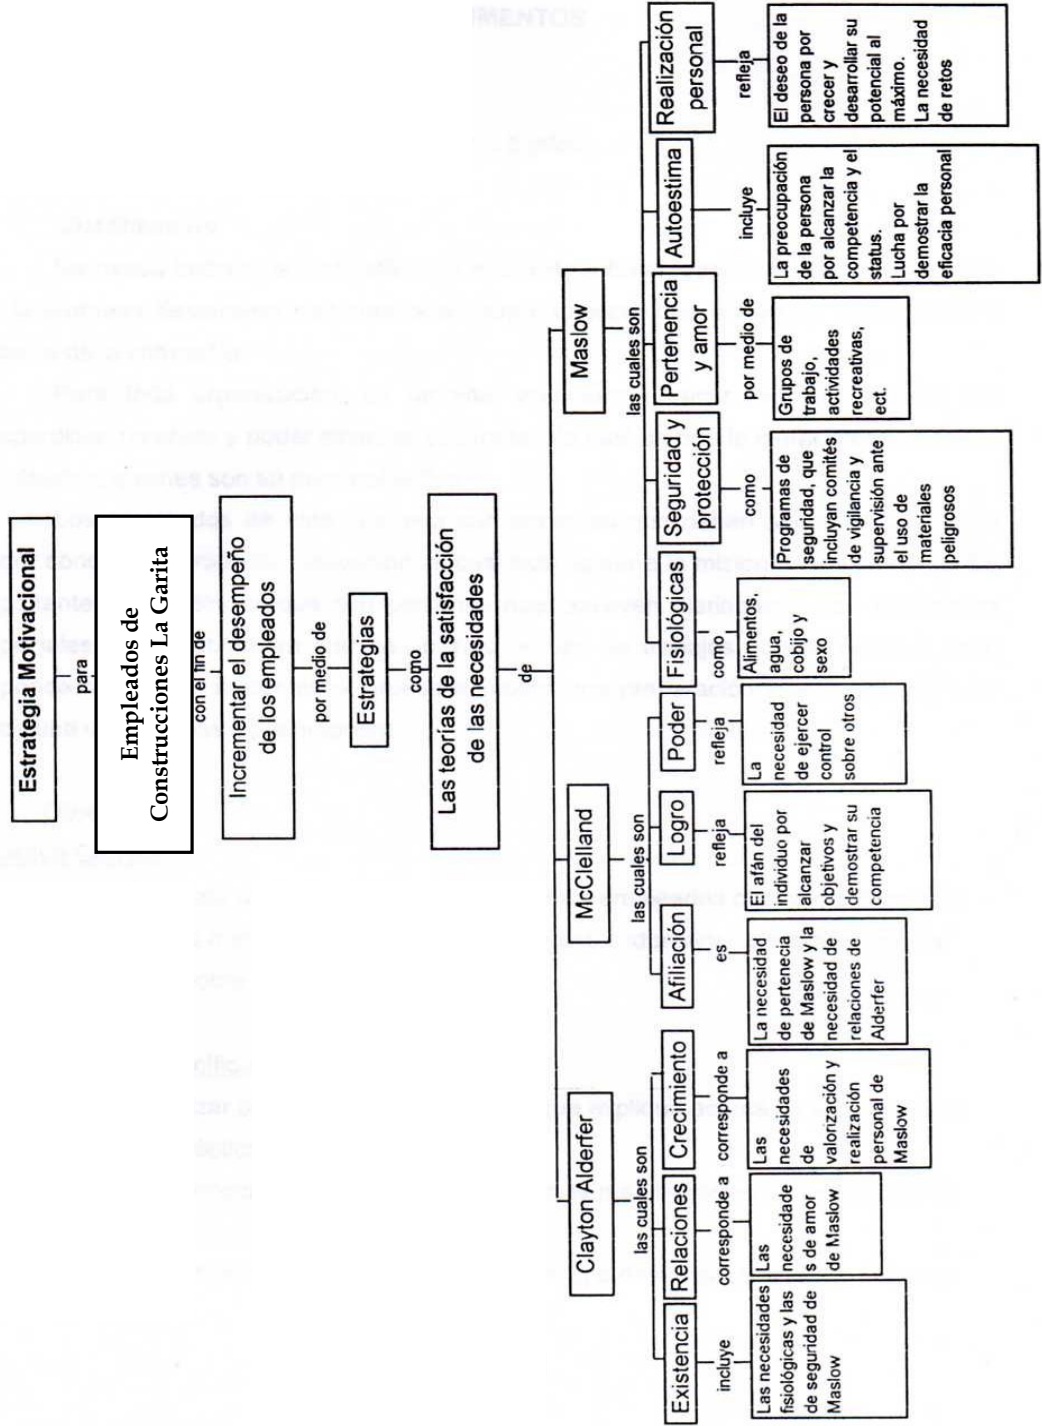 Estrategia Motivacional
para
Empleados de
Construcciones La Garita
con el fin de
Incrementar el desempeño
de los empleados
por medio de
Estrategias
como
Las teorías de la satisfacción
de las necesidades
de
Clayton Alderfer
McClelland
Maslow
las cuales son
las cuales son
las cuales son
Existencia
Relaciones
Crecimiento
Afiliación
Logro
Poder
Fisiológicas
Seguridad y
protección
Pertenencia
y amor
Autoestima
Realización
personal
incluye
corresponde a
corresponde a
es
refleja
refleja
como
como
por medio de
incluye
refleja
Las necesidades
fisiológicas y las
de seguridad de
Maslow
Las
necesidade
s de amor
de Maslow
Las
necesidades
de
valorización y
realización
personal de
Maslow
La necesidad
de pertenecia
de Maslow y la
necesidad de
relaciones de
Alderfer
El afán del
individuo por
alcanzar
objetivos y
demostrar su
competencia
La
necesidad
de ejercer
control
sobre otros
Alimentos,
agua,
cobijo y
sexo
Programas de
seguridad, que
incluyan comités
de vigilancia y
supervisión ante
el uso de
materiales
peligrosos
Grupos de
trabajo,
actividades
recreativas,
ect.
La preocupación
de la persona
por alcanzar la
competencia y el
status.
Lucha por
demostrar la
eficacia personal
El deseo de la
persona por
crecer y
desarrollar su
potencial al
máximo.
La necesidad
de retos